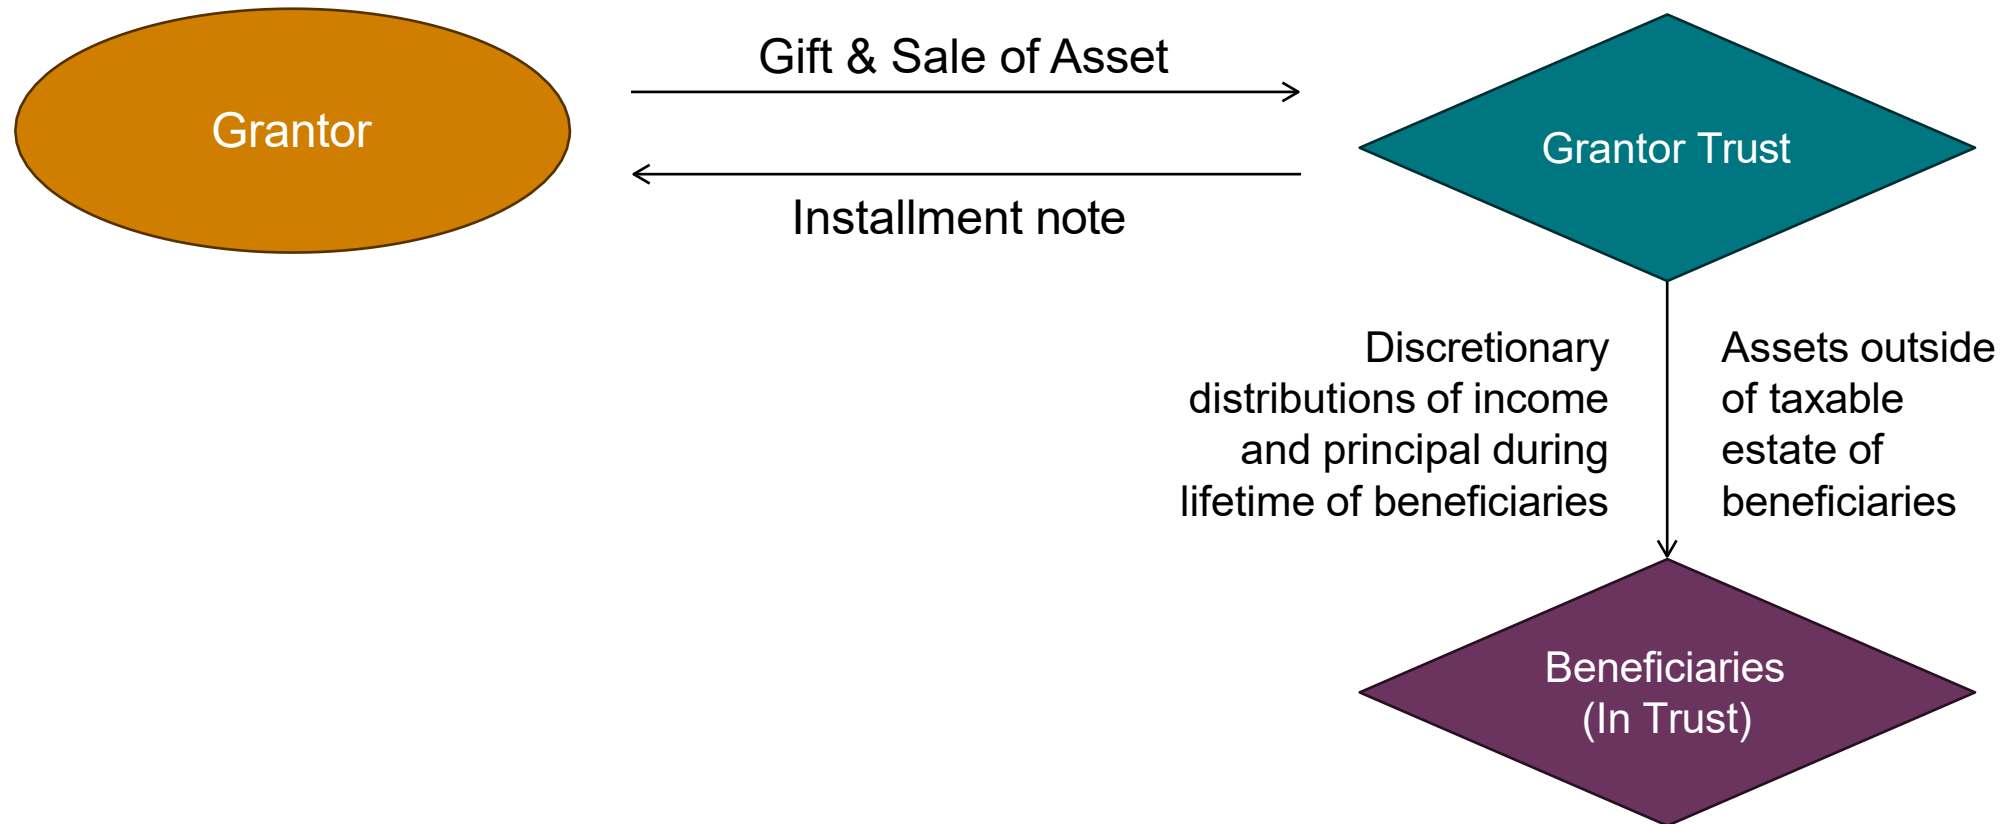 Gift & Sale of Asset
Grantor
Grantor Trust
Installment note
Discretionary
distributions of income
and principal during
lifetime of beneficiaries
Assets outside
of taxable
estate of
beneficiaries
Beneficiaries
(In Trust)